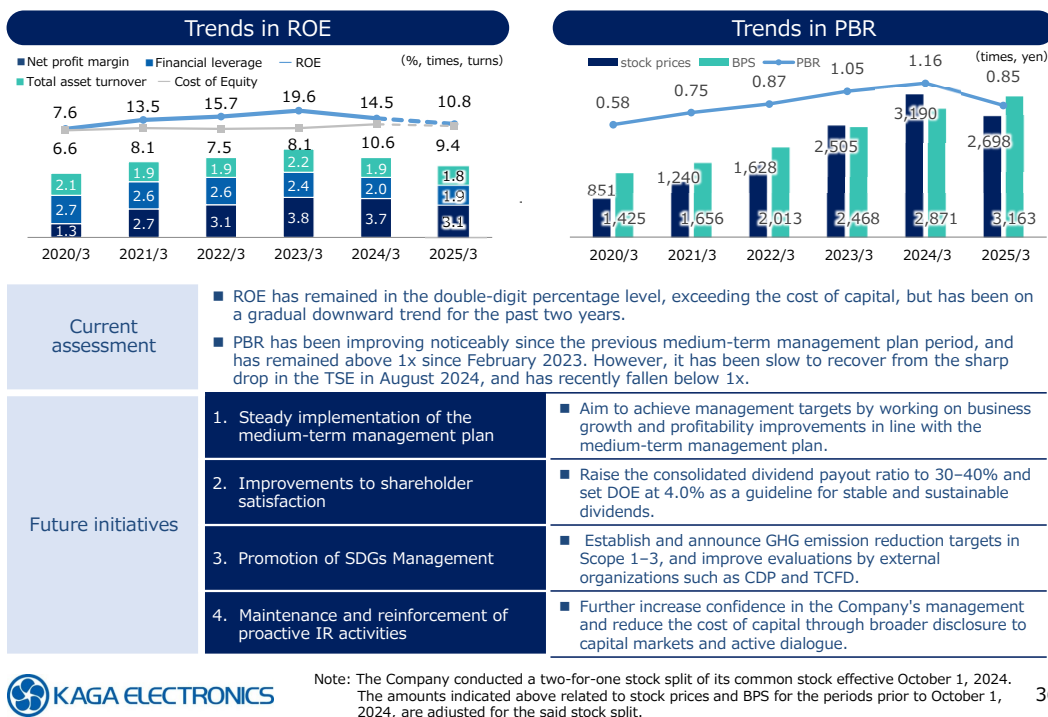 Trends in ROE
Net profit margin Financial leverage ROE (%, times, turns)
Total asset turnover Cost of Equity
7.6 13.5 15.7 19.6 14.5 10.8
6.6 8.1 7.5 8.1 10.6 9.4
2.1 1.9 1.9 2.2 1.9 1.8
2.7 2.6 2.6 2.4 2.0 1.9
1.3 2.7 3.1 3.8 3.7 3.1
2020/3 2021/3 2022/3 2023/3 2024/3 2025/3
Trends in PBR
stock prices BPS PBR (times, yen)
0.58 0.75 0.87 1.05 1.16 0.85
851 1,240 1,628 2,505 3,190 2,698
1,425 1,656 2,013 2,468 2,871 3,163
2020/3 2021/3 2022/3 2023/3 2024/3 2025/3
Current
assessment
■ ROE has remained in the double-digit percentage level, exceeding the cost of capital, but has been on
a gradual downward trend for the past two years.
■ PBR has been improving noticeably since the previous medium-term management plan period, and
has remained above 1x since February 2023. However, it has been slow to recover from the sharp
drop in the TSE in August 2024, and has recently fallen below 1x.
Future initiatives
1. Steady implementation of the
medium-term management plan
■ Aim to achieve management targets by working on business
growth and profitability improvements in line with the
medium-term management plan.
2. Improvements to shareholder
satisfaction
■ Raise the consolidated dividend payout ratio to 30–40% and
set DOE at 4.0% as a guideline for stable and sustainable
dividends.
3. Promotion of SDGs Management
■ Establish and announce GHG emission reduction targets in
Scope 1–3, and improve evaluations by external
organizations such as CDP and TCFD.
4. Maintenance and reinforcement of
proactive IR activities
■ Further increase confidence in the Company's management
and reduce the cost of capital through broader disclosure to
capital markets and active dialogue.
KAGA ELECTRONICS
Note: The Company conducted a two-for-one stock split of its common stock effective October 1, 2024.
The amounts indicated above related to stock prices and BPS for the periods prior to October 1,
2024, are adjusted for the said stock split.